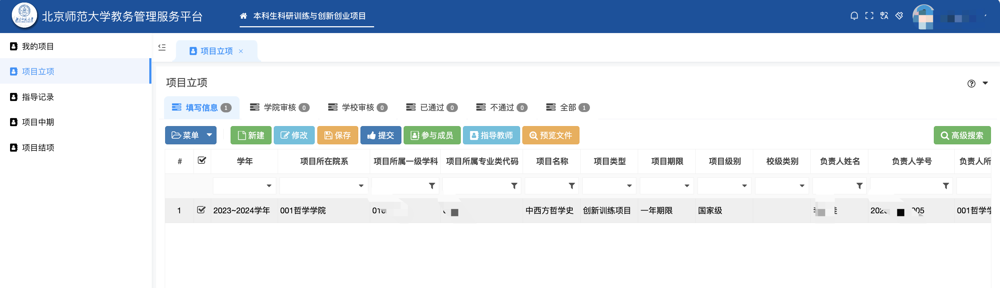 北京师范大学教务管理服务平台
本科生科研训练与创新创业项目
我的项目
项目立项
指导记录
项目中期
项目结项
项目立项 ×
项目立项
填写信息 1 学院审核 0 学校审核 0 已通过 0 不通过 0 全部 1
菜单 新建 修改 保存 提交 参与成员 指导教师 预览文件 高级搜索
# 学年 项目所在院系 项目所属一级学科 项目所属专业类代码 项目名称 项目类型 项目期限 项目级别 校级类别 负责人姓名 负责人学号 负责人所
1 2023~2024学年 001哲学学院 中西方哲学史 创新训练项目 一年期限 国家级 001哲学